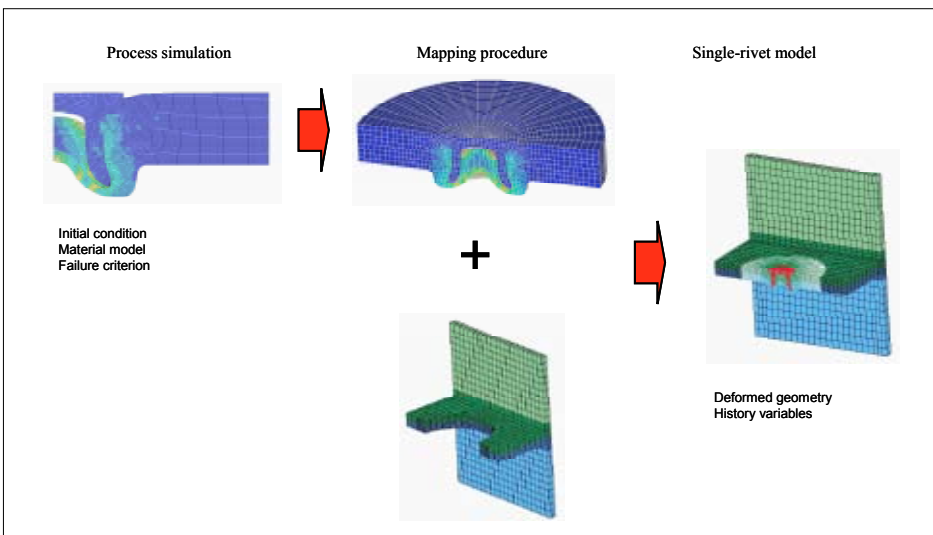 Process simulation
Mapping procedure
Single-rivet model
Initial condition
Material model
Failure criterion
+
Deformed geometry
History variables